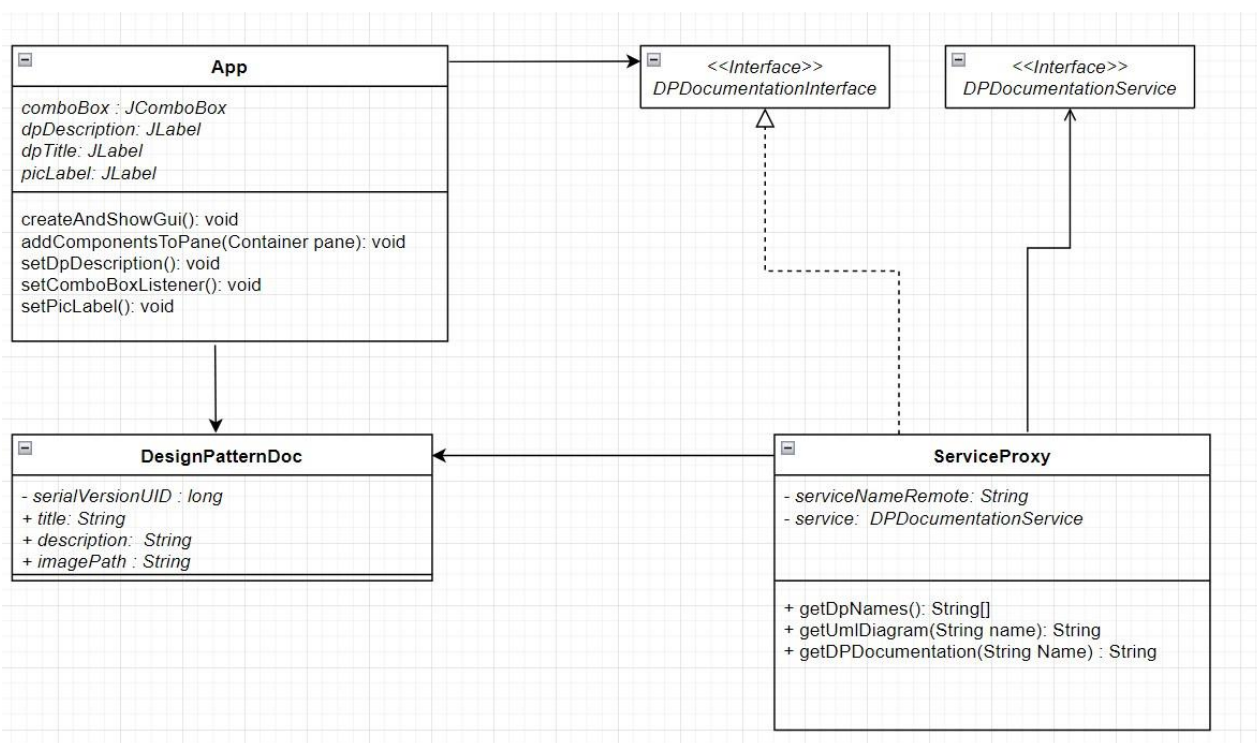 App
comboBox : JComboBox
dpDescription: JLabel
dpTitle: JLabel
picLabel: JLabel
createAndShowGui(): void
addComponentsToPane(Container pane): void
setDpDescription(): void
setComboBoxListener(): void
setPicLabel(): void
<<Interface>>
DPDocumentationInterface
<<Interface>>
DPDocumentationService
DesignPatternDoc
- serialVersionUID : long
+ title: String
+ description: String
+ imagePath : String
ServiceProxy
- serviceNameRemote: String
- service: DPDocumentationService
+ getDpNames(): String[]
+ getUmlDiagram(String name): String
+ getDPDocumentation(String Name) : String